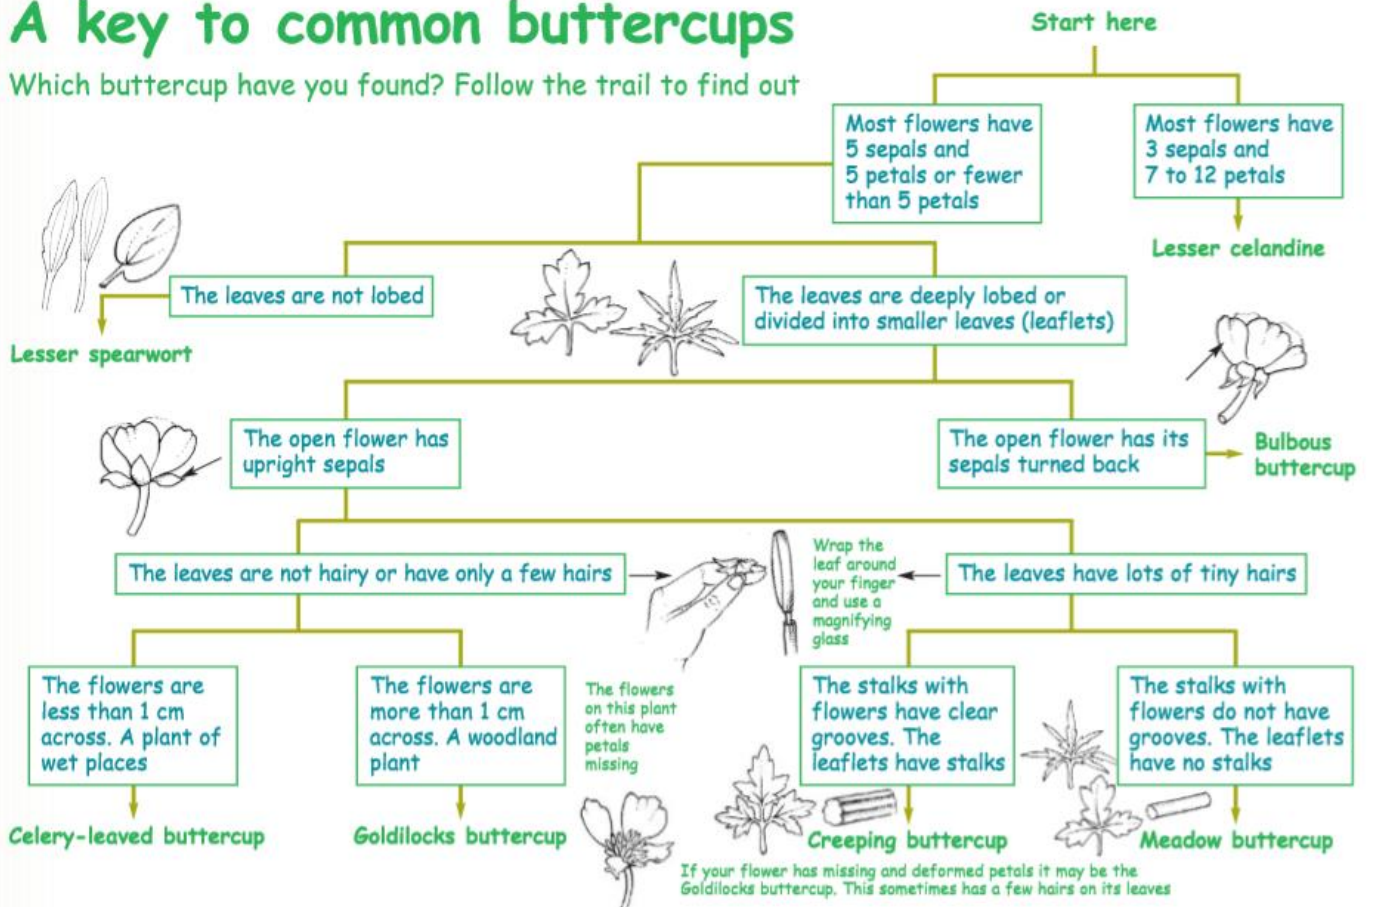 A key to common buttercups
Which buttercup have you found? Follow the trail to find out
Start here
Most flowers have
5 sepals and
5 petals or fewer
than 5 petals
Most flowers have
3 sepals and
7 to 12 petals
Lesser celandine
The leaves are not lobed
Lesser spearwort
The leaves are deeply lobed or
divided into smaller leaves (leaflets)
The open flower has
upright sepals
The open flower has its
sepals turned back
Bulbous
buttercup
The leaves are not hairy or have only a few hairs
Wrap the
leaf around
your finger
and use a
magnifying
glass
The leaves have lots of tiny hairs
The flowers are
less than 1 cm
across. A plant of
wet places
Celery-leaved buttercup
The flowers are
more than 1 cm
across. A woodland
plant
Goldilocks buttercup
The flowers
on this plant
often have
petals
missing
The stalks with
flowers have clear
grooves. The
leaflets have stalks
Creeping buttercup
The stalks with
flowers do not have
grooves. The leaflets
have no stalks
Meadow buttercup
If your flower has missing and deformed petals it may be the
Goldilocks buttercup. This sometimes has a few hairs on its leaves